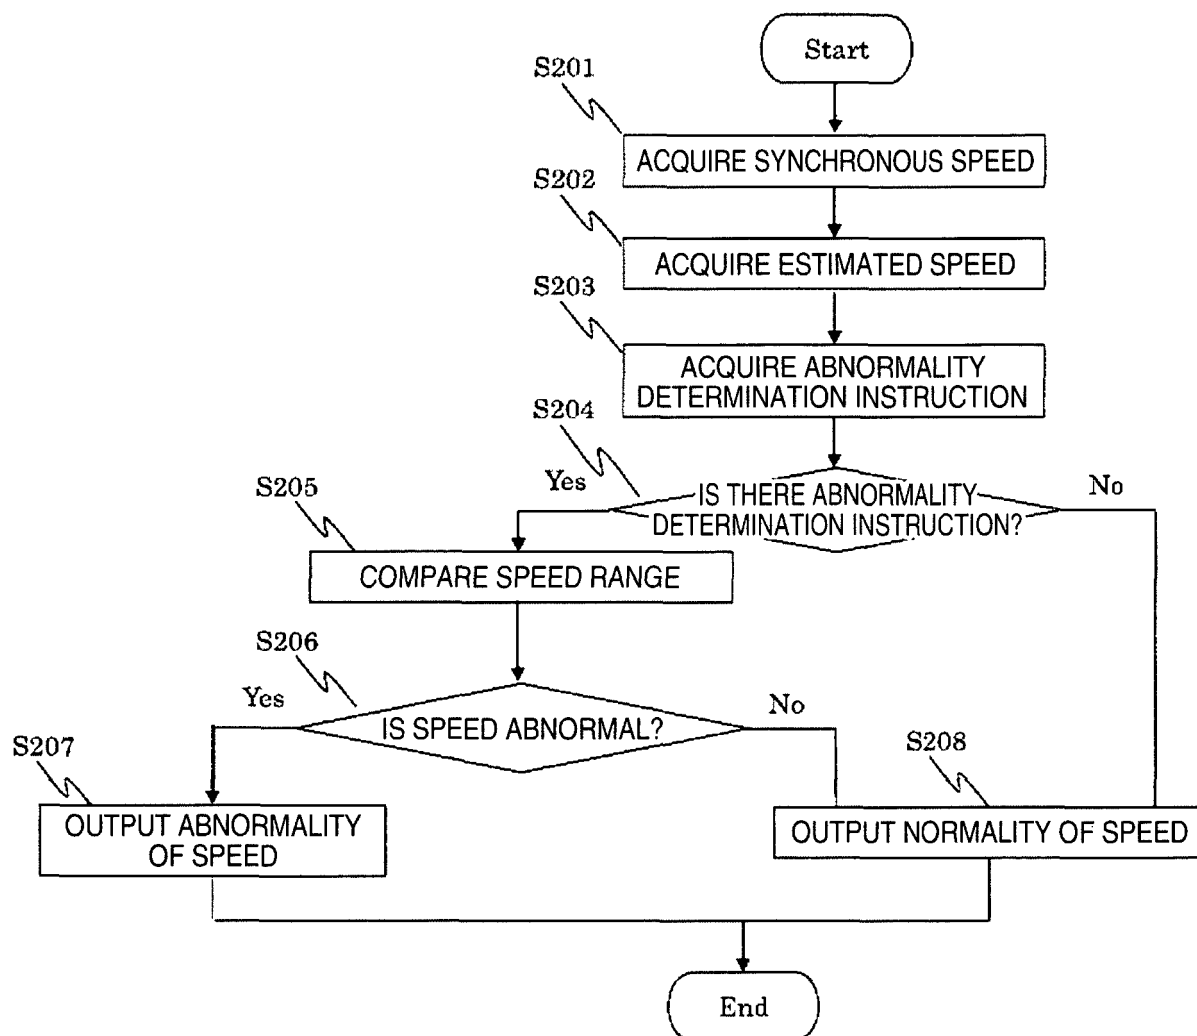 Start
S201
ACQUIRE SYNCHRONOUS SPEED
S202
ACQUIRE ESTIMATED SPEED
S203
ACQUIRE ABNORMALITY
DETERMINATION INSTRUCTION
S204
Yes
IS THERE ABNORMALITY
DETERMINATION INSTRUCTION?
No
S205
COMPARE SPEED RANGE
S206
Yes
IS SPEED ABNORMAL?
No
S207
OUTPUT ABNORMALITY
OF SPEED
S208
OUTPUT NORMALITY OF SPEED
End